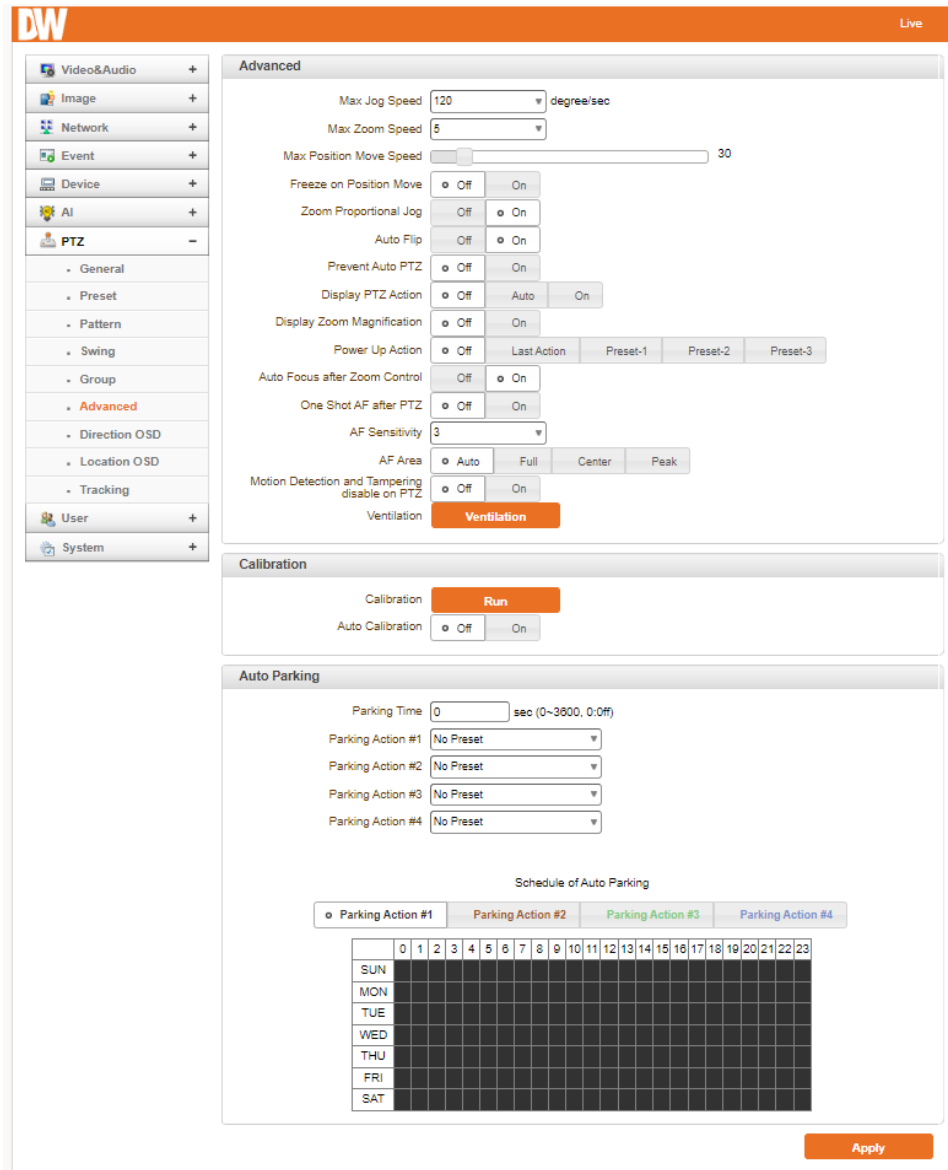 DW
Live
Video&Audio +
Image +
Network +
Event +
Device +
AI +
PTZ −
General
Preset
Pattern
Swing
Group
Advanced
Direction OSD
Location OSD
Tracking
User +
System +
Advanced
Max Jog Speed 120 degree/sec
Max Zoom Speed 5
Max Position Move Speed 30
Freeze on Position Move Off On
Zoom Proportional Jog Off On
Auto Flip Off On
Prevent Auto PTZ Off On
Display PTZ Action Off Auto On
Display Zoom Magnification Off On
Power Up Action Off Last Action Preset-1 Preset-2 Preset-3
Auto Focus after Zoom Control Off On
One Shot AF after PTZ Off On
AF Sensitivity 3
AF Area Auto Full Center Peak
Motion Detection and Tampering
disable on PTZ Off On
Ventilation Ventilation
Calibration
Calibration Run
Auto Calibration Off On
Auto Parking
Parking Time 0 sec (0~3600, 0:0ff)
Parking Action #1 No Preset
Parking Action #2 No Preset
Parking Action #3 No Preset
Parking Action #4 No Preset
Schedule of Auto Parking
Parking Action #1 Parking Action #2 Parking Action #3 Parking Action #4
0 1 2 3 4 5 6 7 8 9 10 11 12 13 14 15 16 17 18 19 20 21 22 23
SUN
MON
TUE
WED
THU
FRI
SAT
Apply